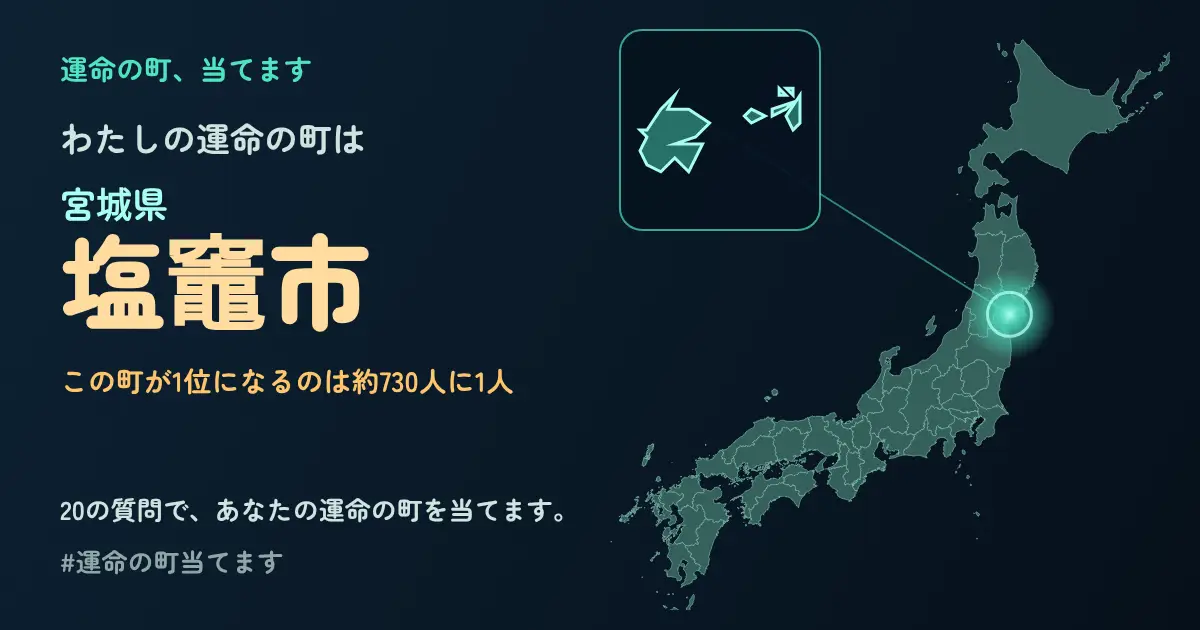 運命の町、当てます
わたしの運命の町は
宮城県
塩竈市
この町が1位になるのは約730人に1人
20の質問で、あなたの運命の町を当てます。
#運命の町当てます